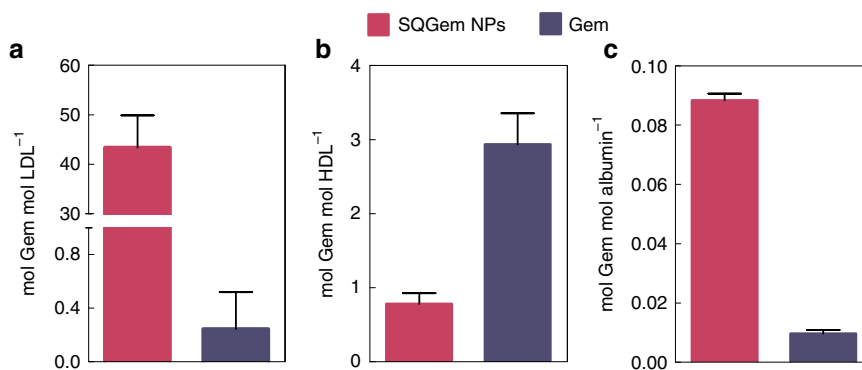 SQGem NPs Gem
a
mol Gem mol LDL⁻¹
60
50
40
30
0.8
0.4
0.0
b
mol Gem mol HDL⁻¹
4
3
2
1
0
c
mol Gem mol albumin⁻¹
0.10
0.08
0.06
0.04
0.02
0.00